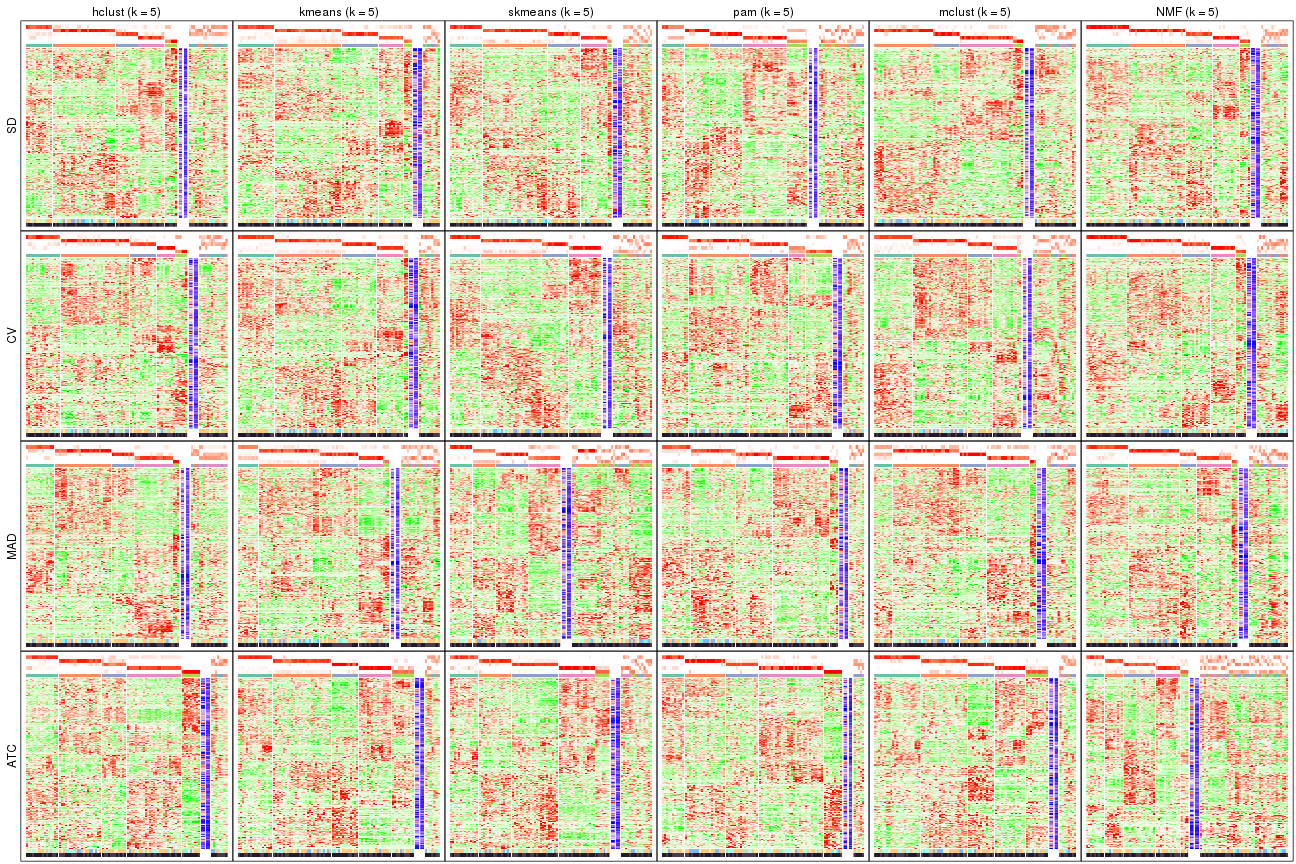 hclust (k = 5) kmeans (k = 5) skmeans (k = 5) pam (k = 5) mclust (k = 5) NMF (k = 5)
SD
CV
MAD
ATC